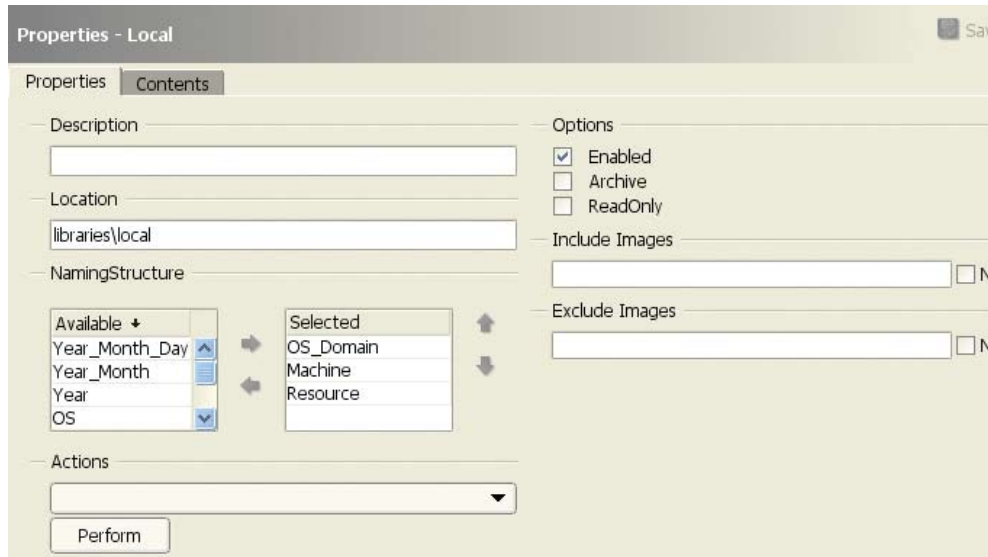 Properties - Local
Sav
Properties
Contents
Description
Location
libraries\local
NamingStructure
Available
Year_Month_Day
Year_Month
Year
OS
Selected
OS_Domain
Machine
Resource
Actions
Perform
Options
Enabled
Archive
ReadOnly
Include Images
N
Exclude Images
N